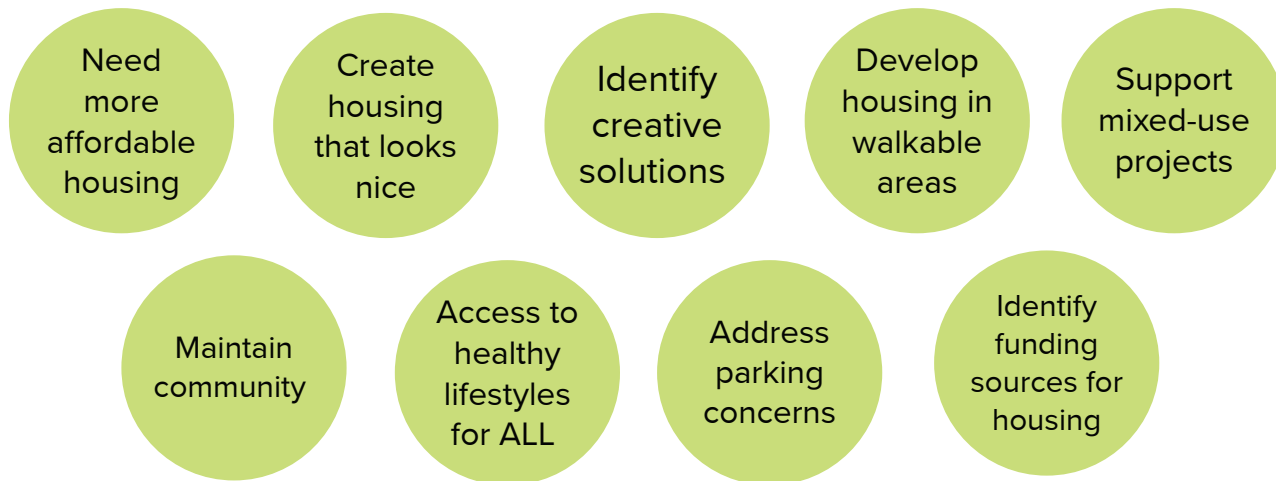 Need
more
affordable
housing
Create
housing
that looks
nice
Identify
creative
solutions
Develop
housing in
walkable
areas
Support
mixed-use
projects
Maintain
community
Access to
healthy
lifestyles
for ALL
Address
parking
concerns
Identify
funding
sources for
housing